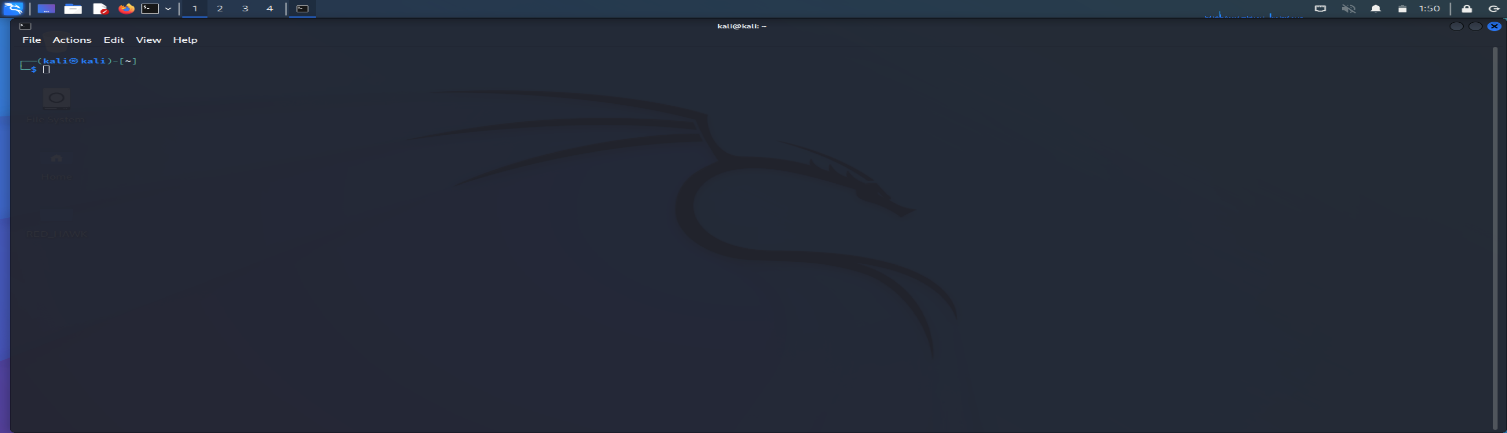 1 2 3 4 1:50
kali@kali: ~
File Actions Edit View Help
┌──(kali㉿kali)-[~]
└─$